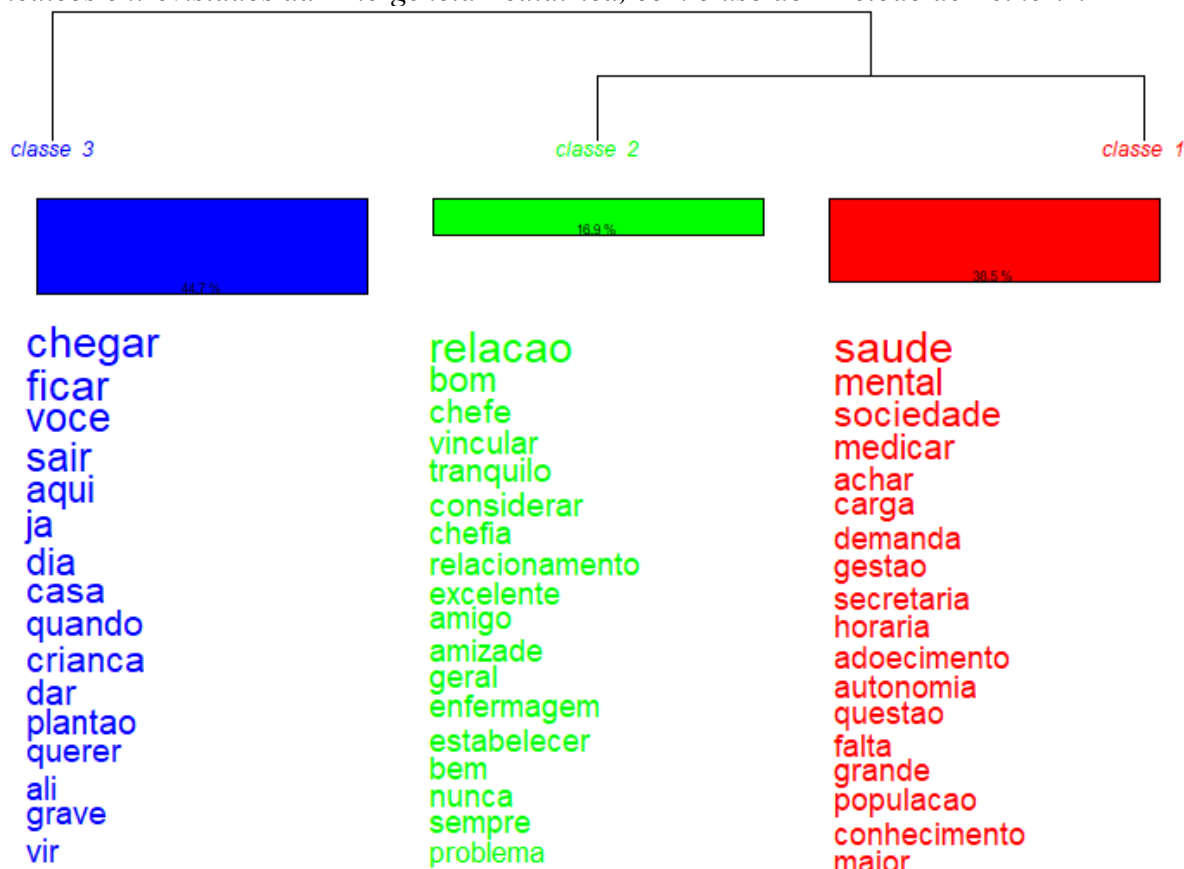 classe 3
classe 2
classe 1
44,7 %
16,9 %
38,5 %
chegar
ficar
voce
sair
aqui
ja
dia
casa
quando
crianca
dar
plantao
querer
ali
grave
vir
relacao
bom
chefe
vincular
tranquilo
considerar
chefia
relacionamento
excelente
amigo
amizade
geral
enfermagem
estabelecer
bem
nunca
sempre
problema
saude
mental
sociedade
medicar
achar
carga
demanda
gestao
secretaria
horaria
adoecimento
autonomia
questao
falta
grande
populacao
conhecimento
maior